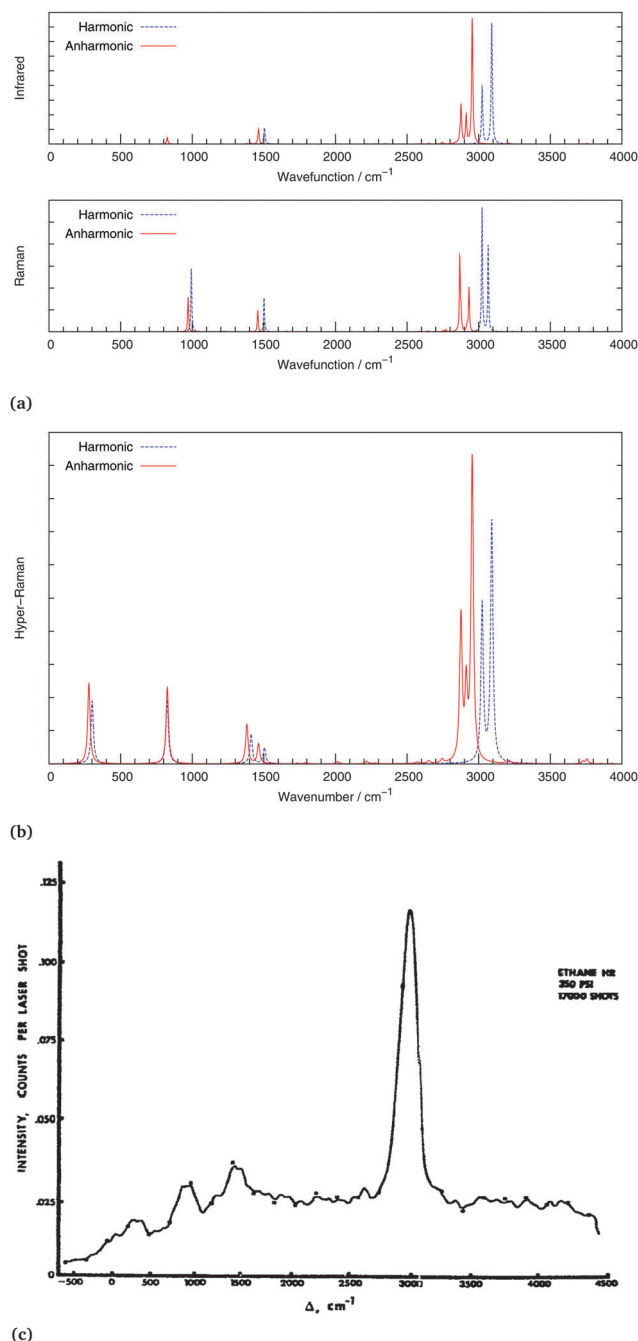 Infrared
Harmonic
Anharmonic
0 500 1000 1500 2000 2500 3000 3500 4000
Wavefunction / cm−1
Raman
Harmonic
Anharmonic
0 500 1000 1500 2000 2500 3000 3500 4000
Wavefunction / cm−1
(a)
Hyper−Raman
Harmonic
Anharmonic
0 500 1000 1500 2000 2500 3000 3500 4000
Wavenumber / cm−1
(b)
INTENSITY, COUNTS PER LASER SHOT
.125
.100
.075
.050
.025
0
ETHANE HR
350 PSI
17000 SHOTS
−500 0 500 1000 1500 2000 2500 3000 3500 4000 4500
Δ, cm−1
(c)